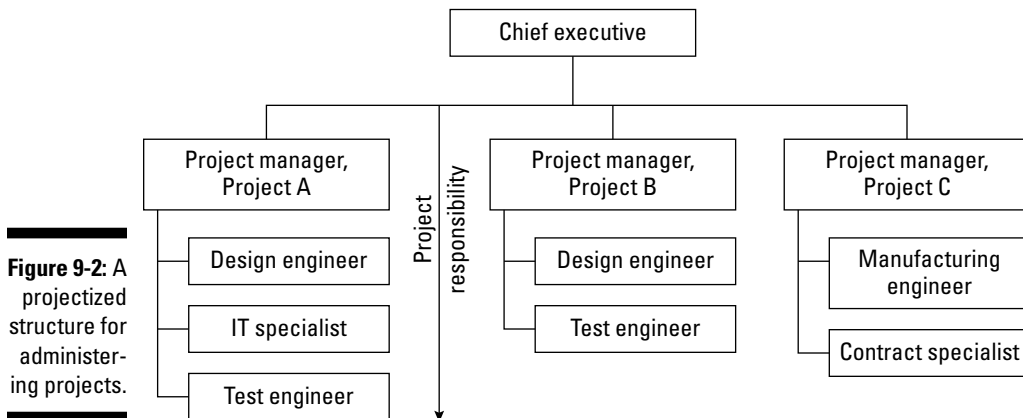 Chief executive
Project manager,
Project A
Project
responsibility
Project manager,
Project B
Project manager,
Project C
Design engineer
IT specialist
Test engineer
Design engineer
Test engineer
Manufacturing
engineer
Contract specialist
Figure 9-2: A
projectized
structure for
administer-
ing projects.